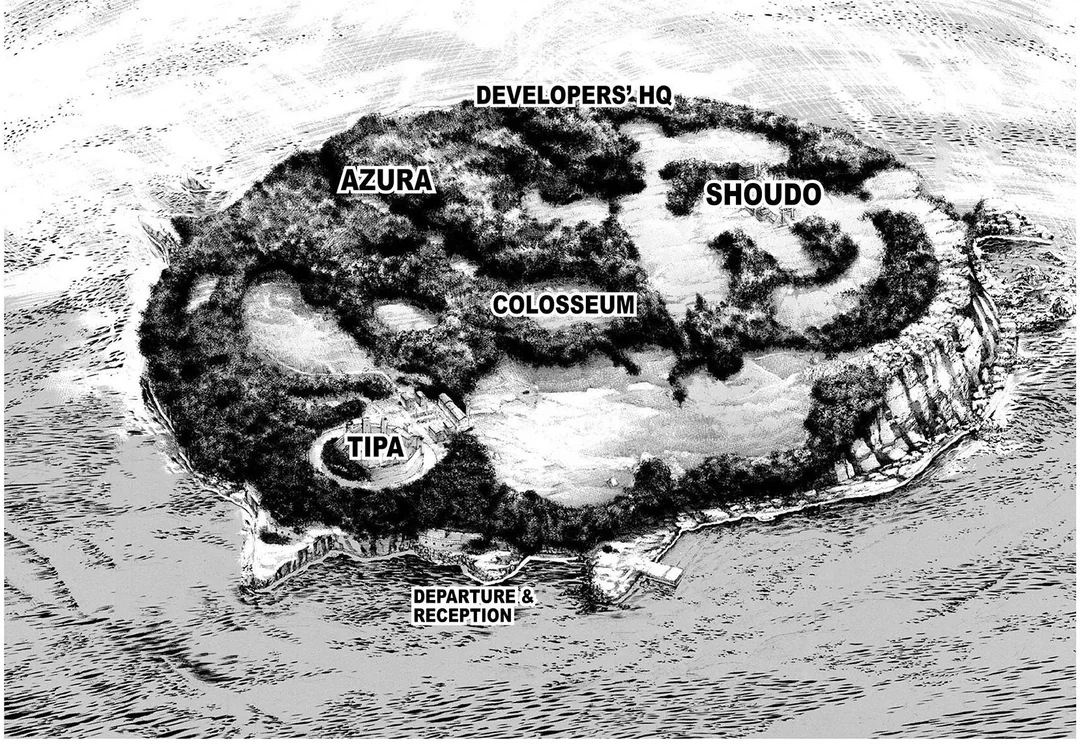 DEVELOPERS' HQ
AZURA
SHOUDO
COLOSSEUM
TIPA
DEPARTURE &
RECEPTION